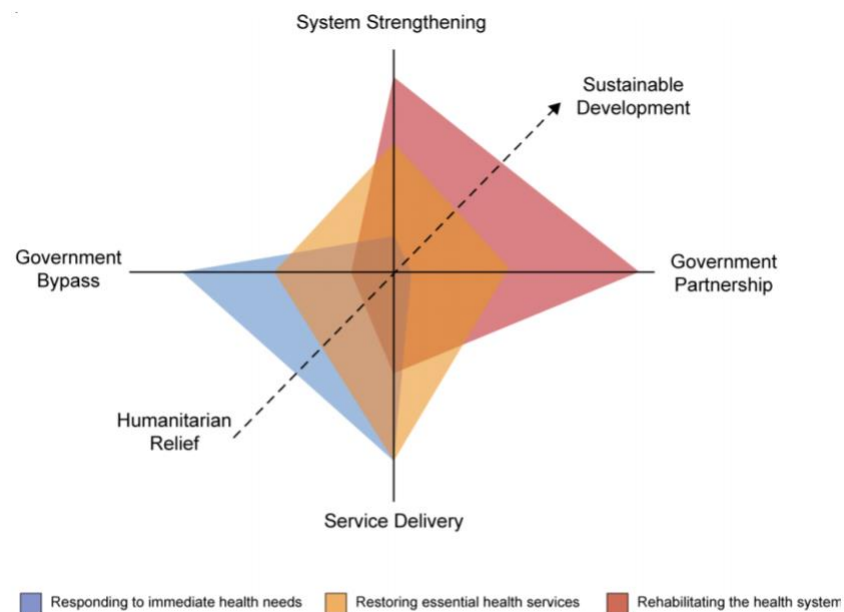 System Strengthening
Sustainable
Development
Government
Bypass
Government
Partnership
Humanitarian
Relief
Service Delivery
Responding to immediate health needs
Restoring essential health services
Rehabilitating the health system